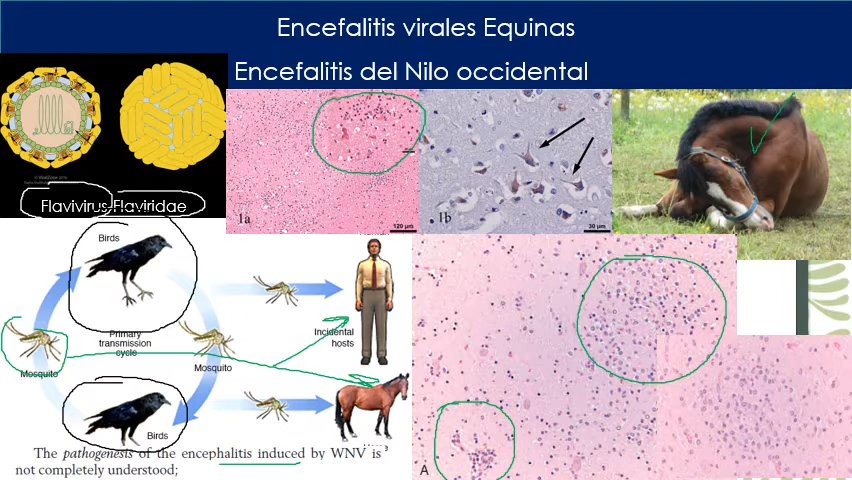 Encefalitis virales Equinas
Encefalitis del Nilo occidental
Flavivirus-Flaviridae
1a
120 µm
1b
30 µm
Birds
Mosquito
Primary
transmission
cycle
Mosquito
Incidental
hosts
Birds
The pathogenesis of the encephalitis induced by WNV is
not completely understood;
A